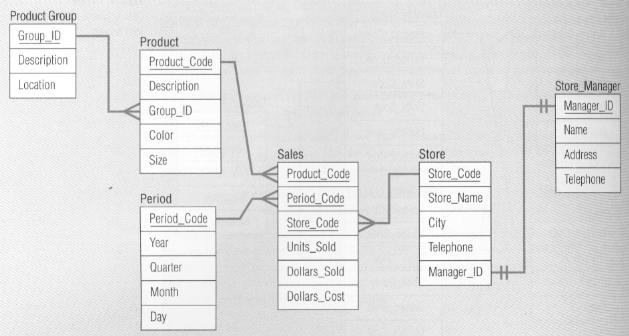 Product Group
Group_ID
Description
Location
Product
Product_Code
Description
Group_ID
Color
Size
Period
Period_Code
Year
Quarter
Month
Day
Sales
Product_Code
Period_Code
Store_Code
Units_Sold
Dollars_Sold
Dollars_Cost
Store
Store_Code
Store_Name
City
Telephone
Manager_ID
Store_Manager
Manager_ID
Name
Address
Telephone